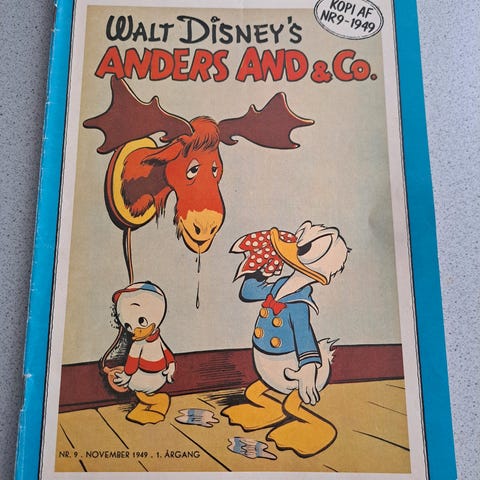 KOPI AF
NR 9-1949
WALT DISNEY'S
ANDERS AND & Co.
NR. 9 . NOVEMBER 1949 . 1. ÅRGANG